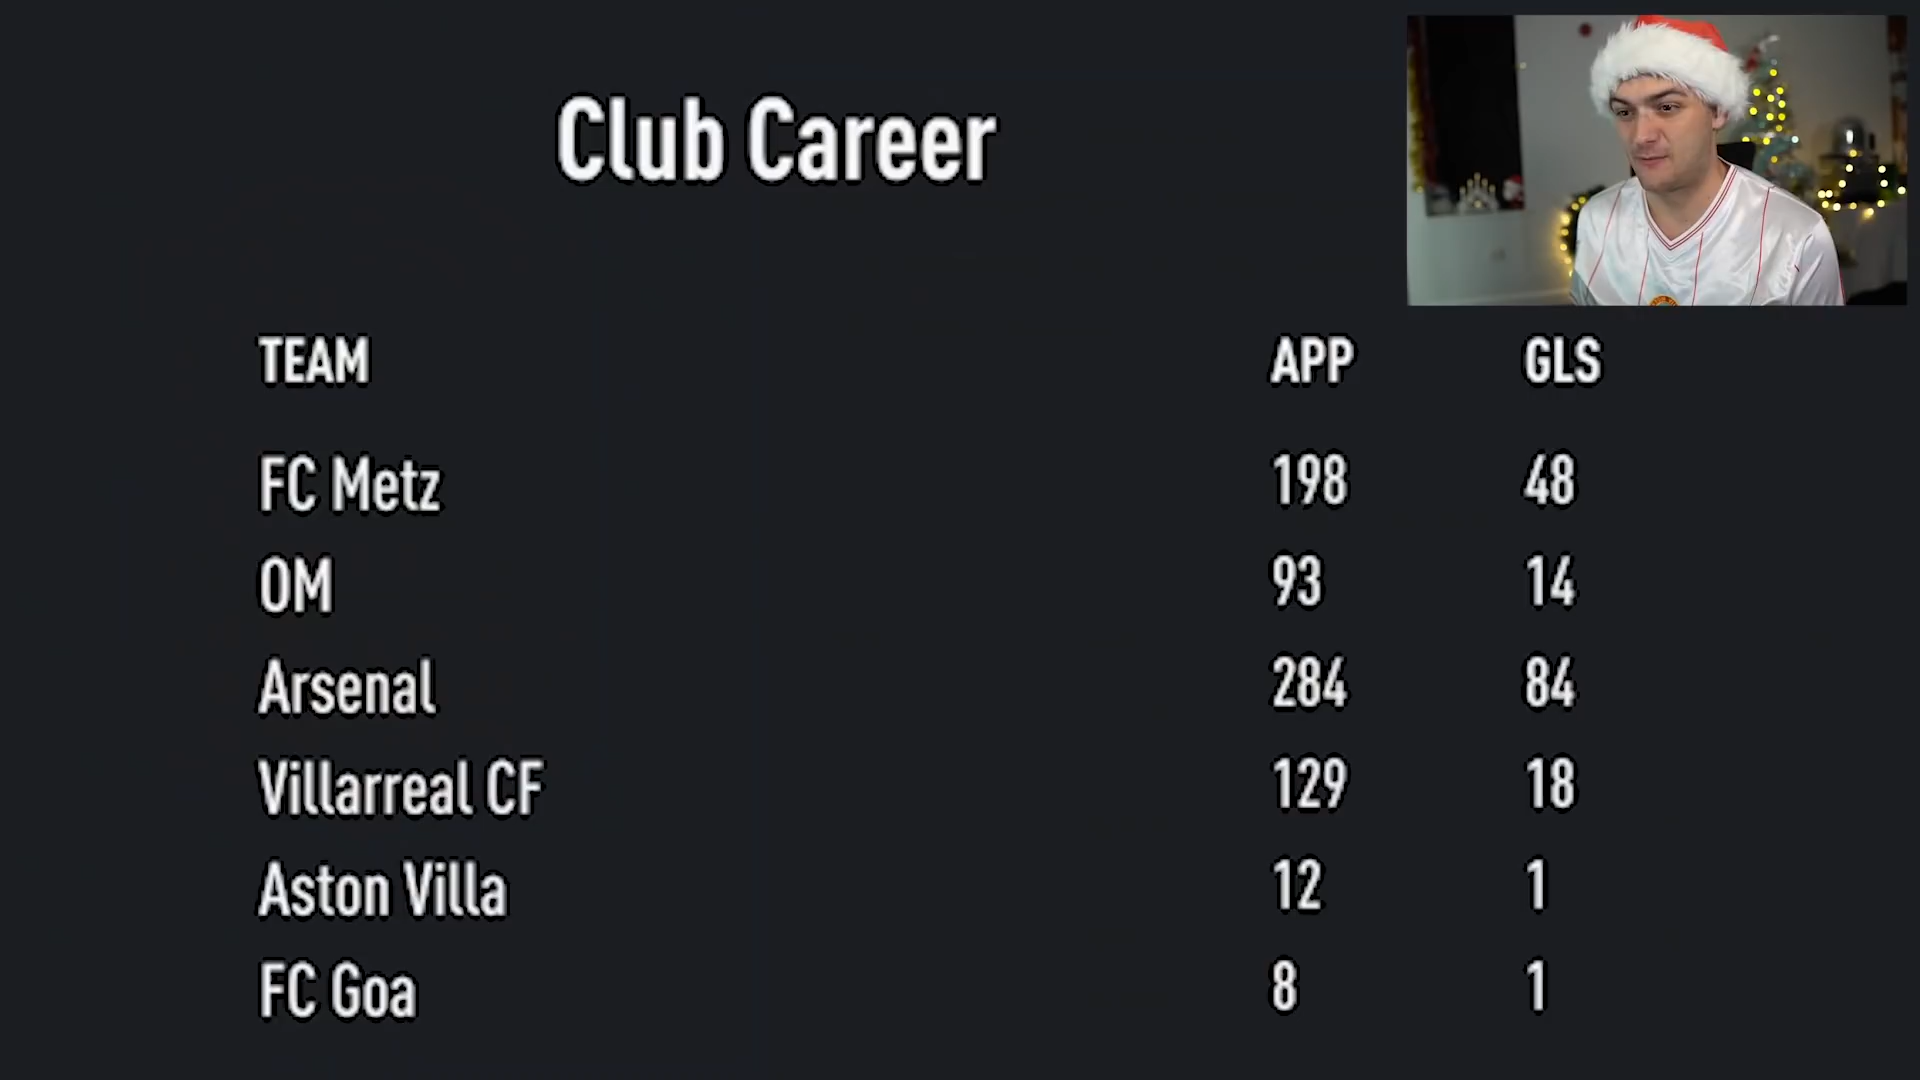 Club Career
TEAM APP GLS
FC Metz 198 48
OM 93 14
Arsenal 284 84
Villarreal CF 129 18
Aston Villa 12 1
FC Goa 8 1